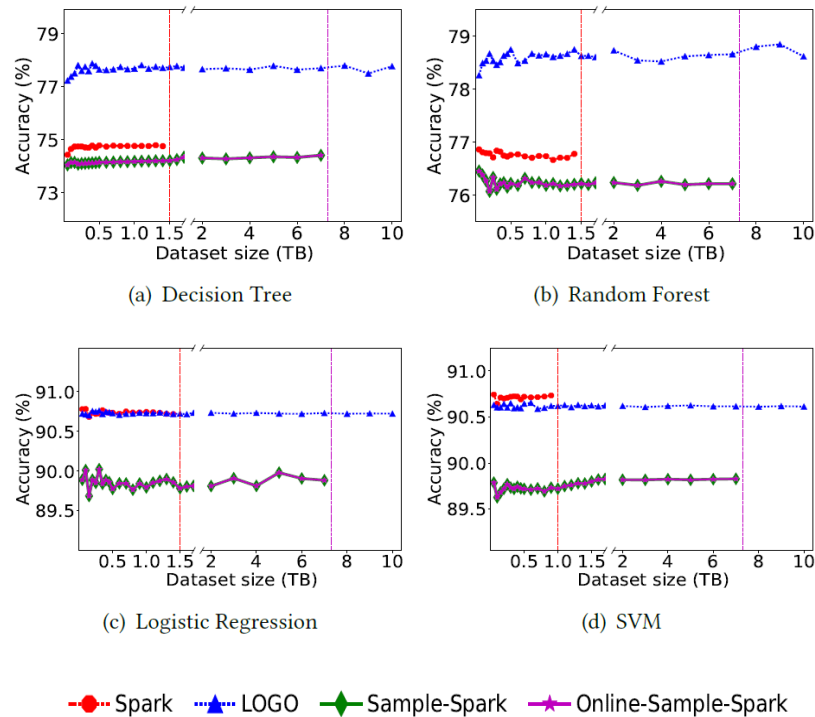 79
77
75
73
Accuracy (%)
0.5 1.0 1.5 2 4 6 8 10
Dataset size (TB)
(a) Decision Tree
79
78
77
76
Accuracy (%)
0.5 1.0 1.5 2 4 6 8 10
Dataset size (TB)
(b) Random Forest
91.0
90.5
90.0
89.5
Accuracy (%)
0.5 1.0 1.5 2 4 6 8 10
Dataset size (TB)
(c) Logistic Regression
91.0
90.5
90.0
89.5
Accuracy (%)
0.5 1.0 1.5 2 4 6 8 10
Dataset size (TB)
(d) SVM
Spark LOGO Sample-Spark Online-Sample-Spark